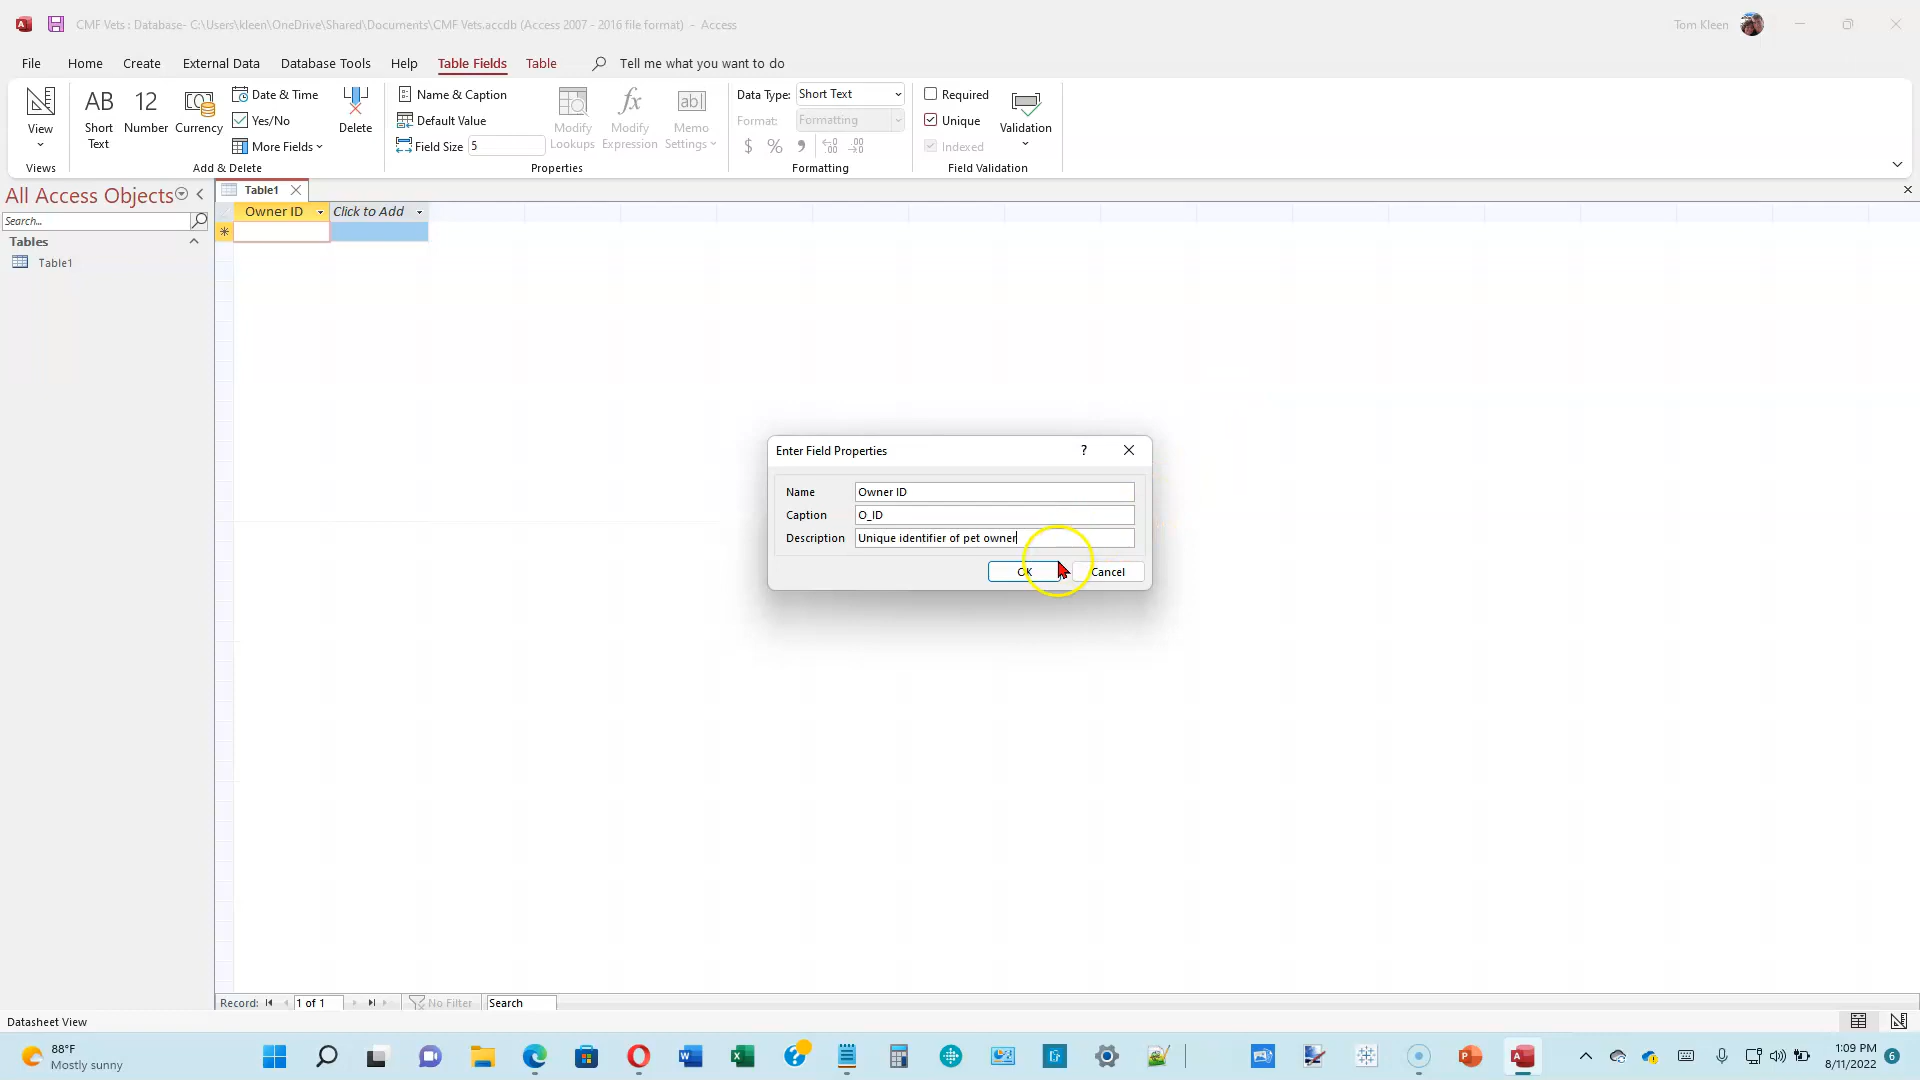 CMF Vets : Database- C:\Users\kleen\OneDrive\Shared\Documents\CMF Vets.accdb (Access 2007 - 2016 file format) - Access
Tom Kleen
File Home Create External Data Database Tools Help Table Fields Table Tell me what you want to do
View
Views
AB
Short
Text
12
Number
Currency
Date & Time
Yes/No
More Fields
Delete
Add & Delete
Name & Caption
Default Value
Field Size 5
Modify
Lookups
fx
Modify
Expression
ab
Memo
Settings
Properties
Data Type: Short Text
Format: Formatting
$ % 9 .00 .00
Formatting
Required
Unique
Indexed
Validation
Field Validation
All Access Objects
Search...
Tables
Table1
Table1
Owner ID Click to Add
Enter Field Properties ?
Name Owner ID
Caption O_ID
Description Unique identifier of pet owner
OK Cancel
Record: 1 of 1 No Filter Search
Datasheet View
88°F
Mostly sunny
1:09 PM
8/11/2022
6